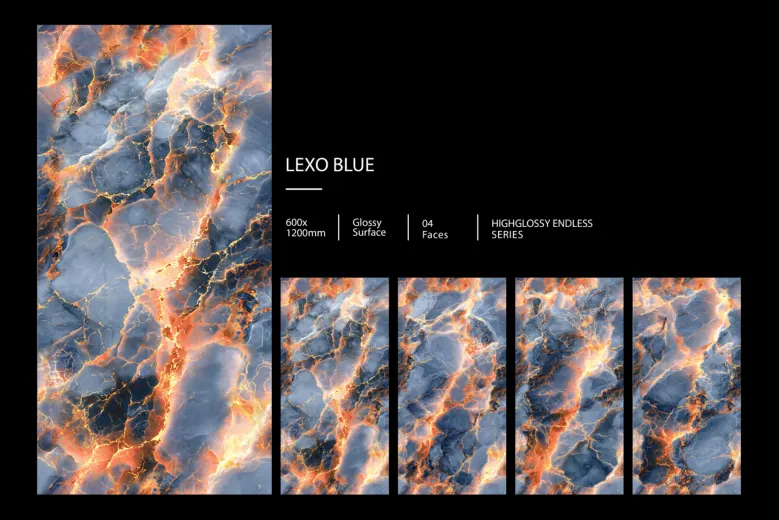 LEXO BLUE
600x
1200mm
Glossy
Surface
04
Faces
HIGHGLOSSY ENDLESS
SERIES